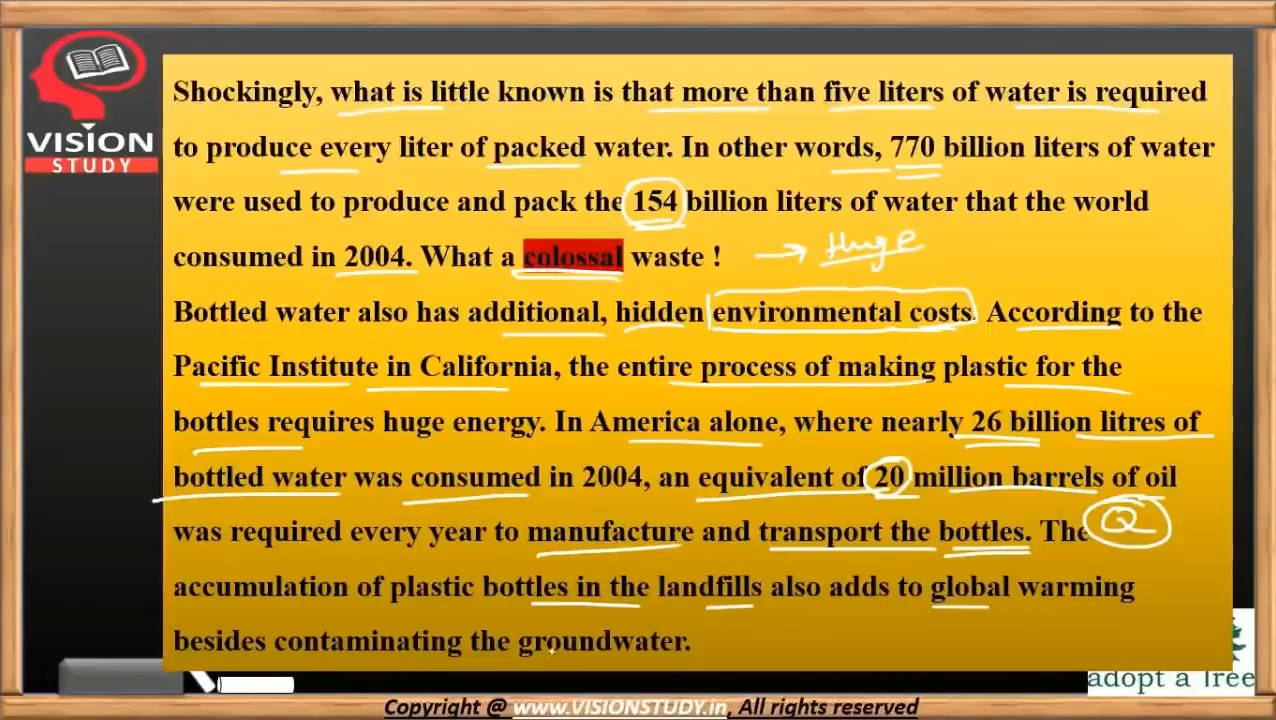 VISION
STUDY
Shockingly, what is little known is that more than five liters of water is required
to produce every liter of packed water. In other words, 770 billion liters of water
were used to produce and pack the 154 billion liters of water that the world
consumed in 2004. What a colossal waste !
Huge
Bottled water also has additional, hidden environmental costs. According to the
Pacific Institute in California, the entire process of making plastic for the
bottles requires huge energy. In America alone, where nearly 26 billion litres of
bottled water was consumed in 2004, an equivalent of 20 million barrels of oil
was required every year to manufacture and transport the bottles. The
accumulation of plastic bottles in the landfills also adds to global warming
besides contaminating the groundwater.
adopt a Tree
Copyright @ www.VISIONSTUDY.in, All rights reserved